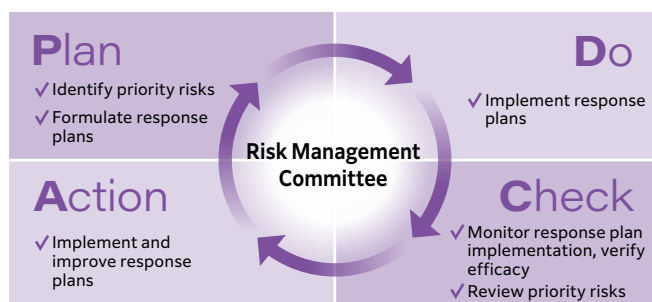 Plan
✓ Identify priority risks
✓ Formulate response
plans
Do
✓ Implement response
plans
Risk Management
Committee
Action
✓ Implement and
improve response
plans
Check
✓ Monitor response plan
implementation, verify
efficacy
✓ Review priority risks